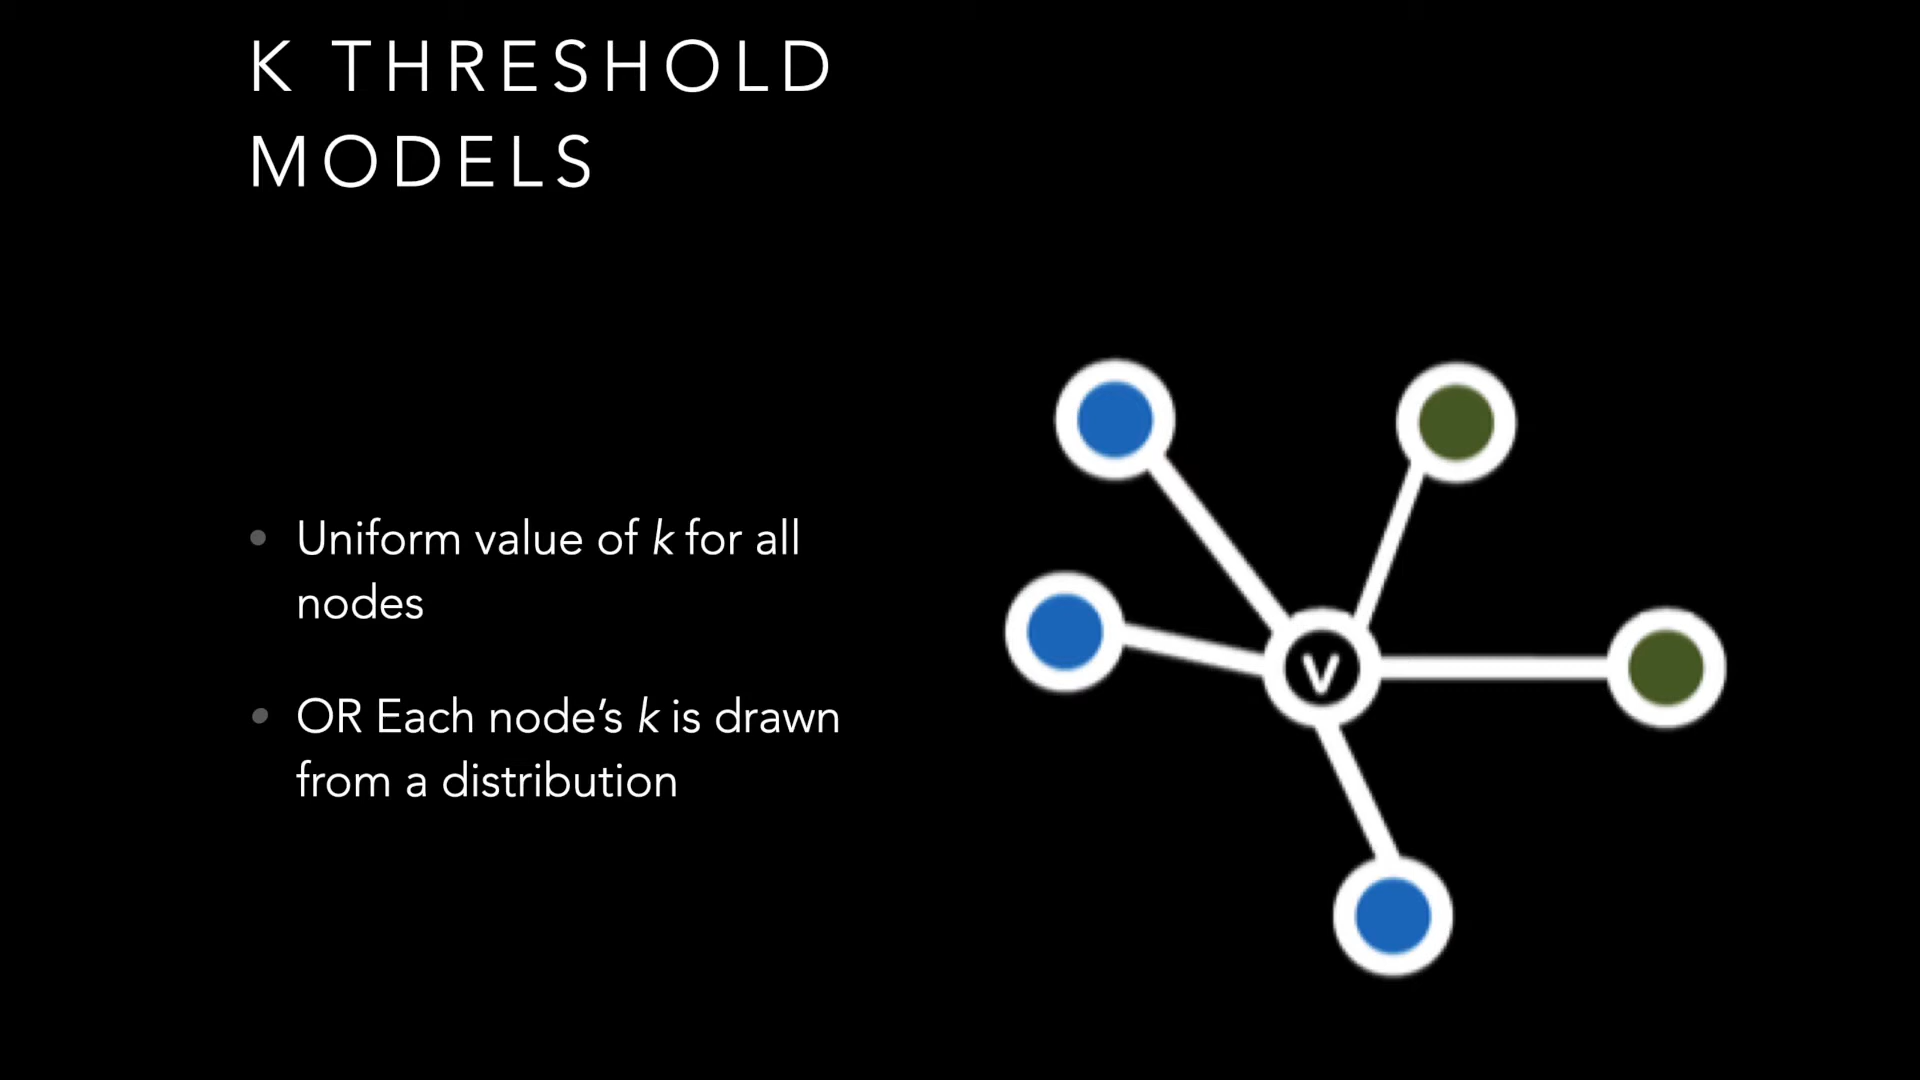 K THRESHOLD
MODELS
• Uniform value of k for all
nodes
• OR Each node’s k is drawn
from a distribution
V